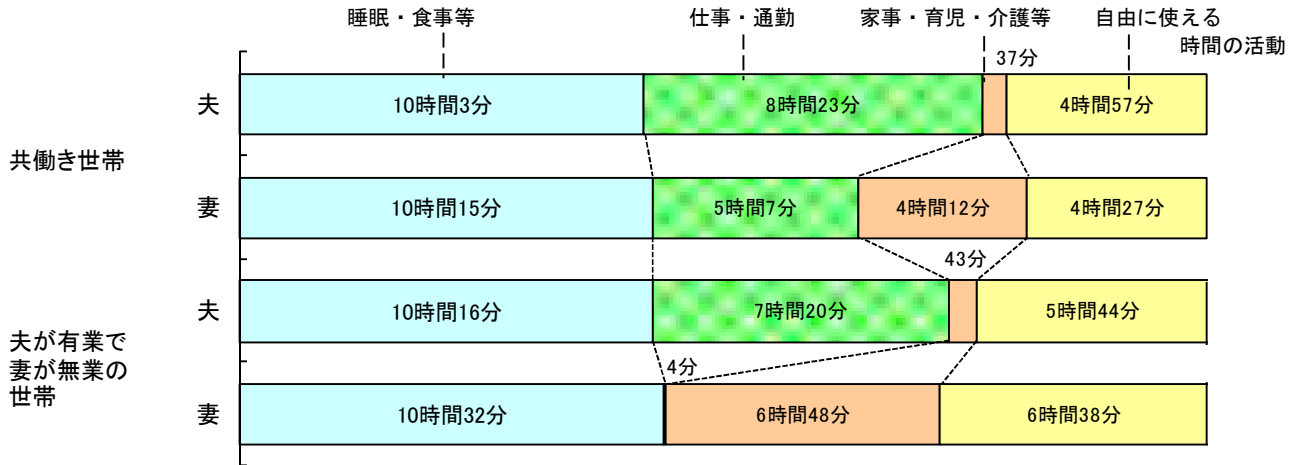 睡眠・食事等
仕事・通勤
家事・育児・介護等
自由に使える
時間の活動
37分
共働き世帯
夫
10時間3分
8時間23分
4時間57分
妻
10時間15分
5時間7分
4時間12分
4時間27分
43分
夫が有業で
妻が無業の
世帯
夫
10時間16分
7時間20分
5時間44分
4分
妻
10時間32分
6時間48分
6時間38分